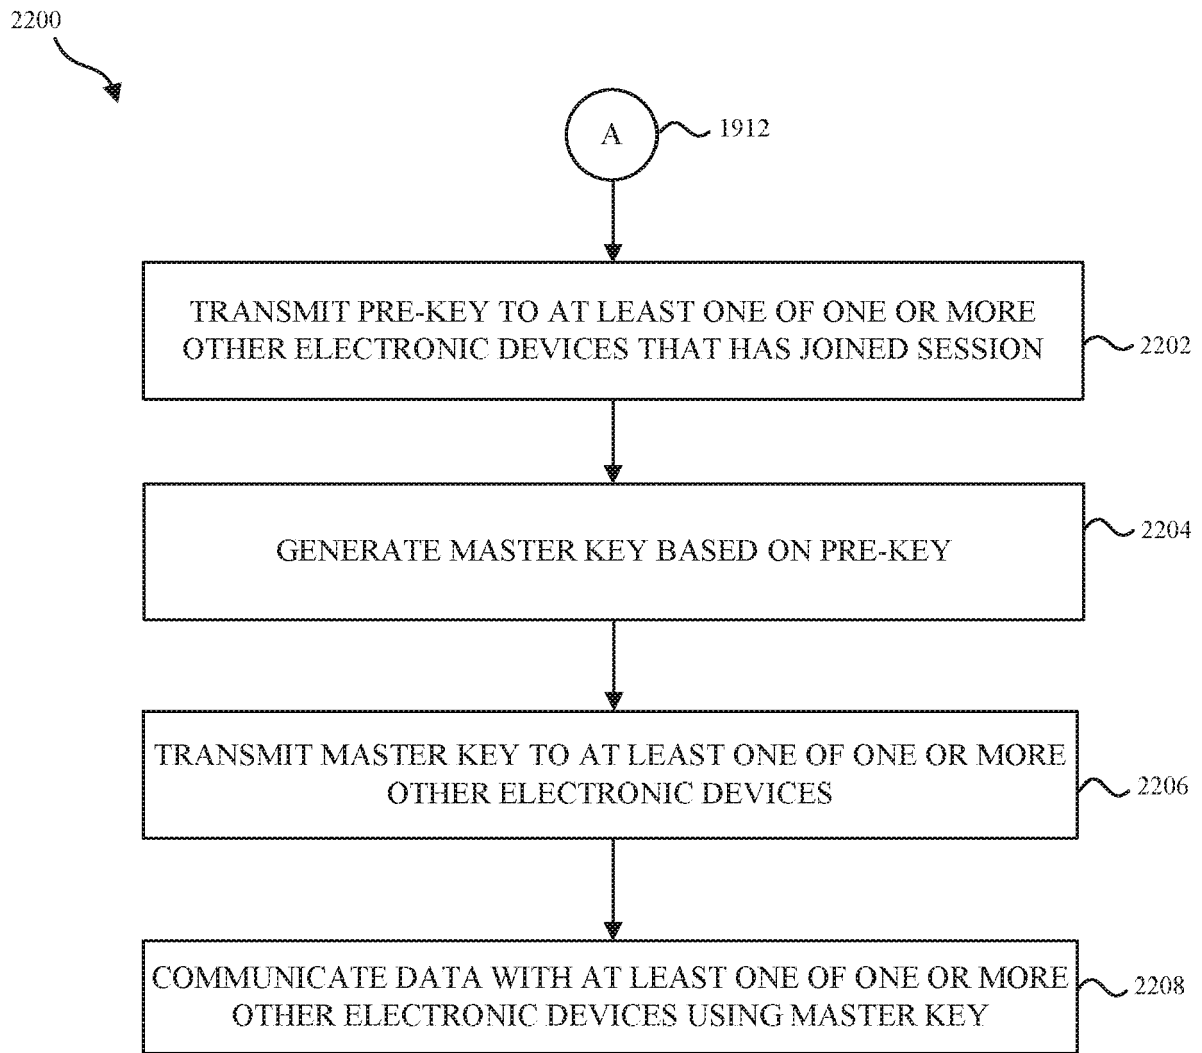 2200
A
1912
TRANSMIT PRE-KEY TO AT LEAST ONE OF ONE OR MORE
OTHER ELECTRONIC DEVICES THAT HAS JOINED SESSION
2202
GENERATE MASTER KEY BASED ON PRE-KEY
2204
TRANSMIT MASTER KEY TO AT LEAST ONE OF ONE OR MORE
OTHER ELECTRONIC DEVICES
2206
COMMUNICATE DATA WITH AT LEAST ONE OF ONE OR MORE
OTHER ELECTRONIC DEVICES USING MASTER KEY
2208